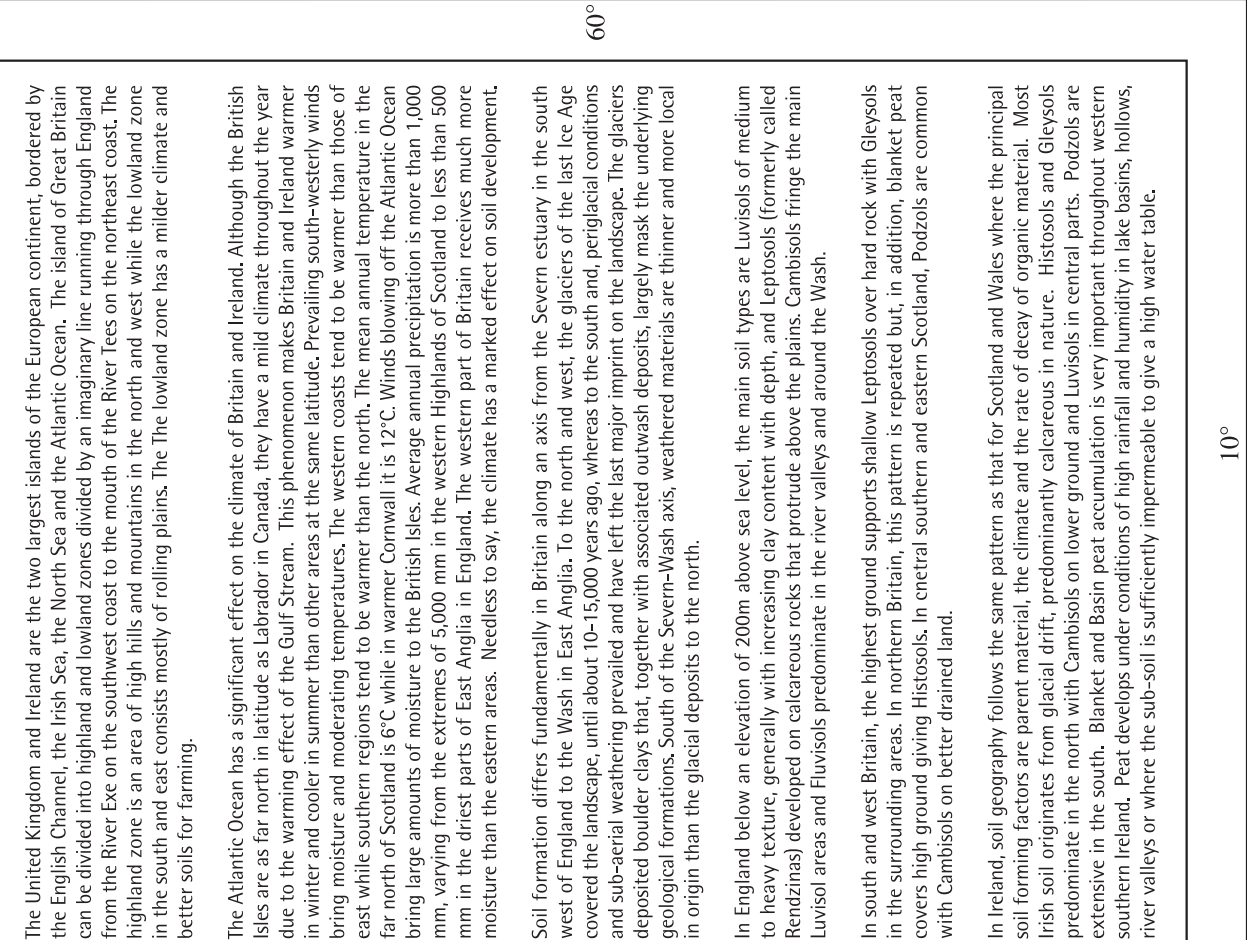 The United Kingdom and Ireland are the two largest islands of the European continent, bordered by
the English Channel, the Irish Sea, the North Sea and the Atlantic Ocean.  The island of Great Britain
can be divided into highland and lowland zones divided by an imaginary line running through England
from the River Exe on the southwest coast to the mouth of the River Tees on the northeast coast. The
highland zone is an area of high hills and mountains in the north and west while the lowland zone
in the south and east consists mostly of rolling plains. The The lowland zone has a milder climate and
better soils for farming.
The Atlantic Ocean has a significant effect on the climate of Britain and Ireland. Although the British
Isles are as far north in latitude as Labrador in Canada, they have a mild climate throughout the year
due to the warming effect of the Gulf Stream.  This phenomenon makes Britain and Ireland warmer
in winter and cooler in summer than other areas at the same latitude. Prevailing south-westerly winds
bring moisture and moderating temperatures. The western coasts tend to be warmer than those of
east while southern regions tend to be warmer than the north. The mean annual temperature in the
far north of Scotland is 6°C while in warmer Cornwall it is 12°C. Winds blowing off the Atlantic Ocean
bring large amounts of moisture to the British Isles. Average annual precipitation is more than 1,000
mm, varying from the extremes of 5,000 mm in the western Highlands of Scotland to less than 500
mm in the driest parts of East Anglia in England. The western part of Britain receives much more
moisture than the eastern areas.  Needless to say, the climate has a marked effect on soil development.
Soil formation differs fundamentally in Britain along an axis from the Severn estuary in the south
west of England to the Wash in East Anglia. To the north and west, the glaciers of the last Ice Age
covered the landscape, until about 10-15,000 years ago, whereas to the south and, periglacial conditions
and sub-aerial weathering prevailed and have left the last major imprint on the landscape. The glaciers
deposited boulder clays that, together with associated outwash deposits, largely mask the underlying
geological formations. South of the Severn-Wash axis, weathered materials are thinner and more local
in origin than the glacial deposits to the north.
In England below an elevation of 200m above sea level, the main soil types are Luvisols of medium
to heavy texture, generally with increasing clay content with depth, and Leptosols (formerly called
Rendzinas) developed on calcareous rocks that protrude above the plains. Cambisols fringe the main
Luvisol areas and Fluvisols predominate in the river valleys and around the Wash.
In south and west Britain, the highest ground supports shallow Leptosols over hard rock with Gleysols
in the surrounding areas. In northern Britain, this pattern is repeated but, in addition, blanket peat
covers high ground giving Histosols. In cnetral southern and eastern Scotland, Podzols are common
with Cambisols on better drained land.
In Ireland, soil geography follows the same pattern as that for Scotland and Wales where the principal
soil forming factors are parent material, the climate and the rate of decay of organic material.  Most
Irish soil originates from glacial drift, predominantly calcareous in nature.  Histosols and Gleysols
predominate in the north with Cambisols on lower ground and Luvisols in central parts.  Podzols are
extensive in the south.  Blanket and Basin peat accumulation is very important throughout western
southern Ireland.  Peat develops under conditions of high rainfall and humidity in lake basins, hollows,
river valleys or where the sub-soil is sufficiently impermeable to give a high water table.
60°
10°